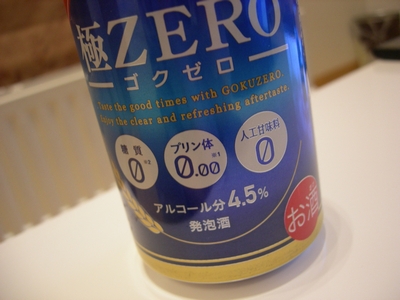 極ZERO
ゴクゼロ
Taste the good times with GOKUZERO.
Enjoy the clear and refreshing aftertaste.
糖質 プリン体 人工甘味料
0 0.00 0
アルコール分4.5%
発泡酒
お酒